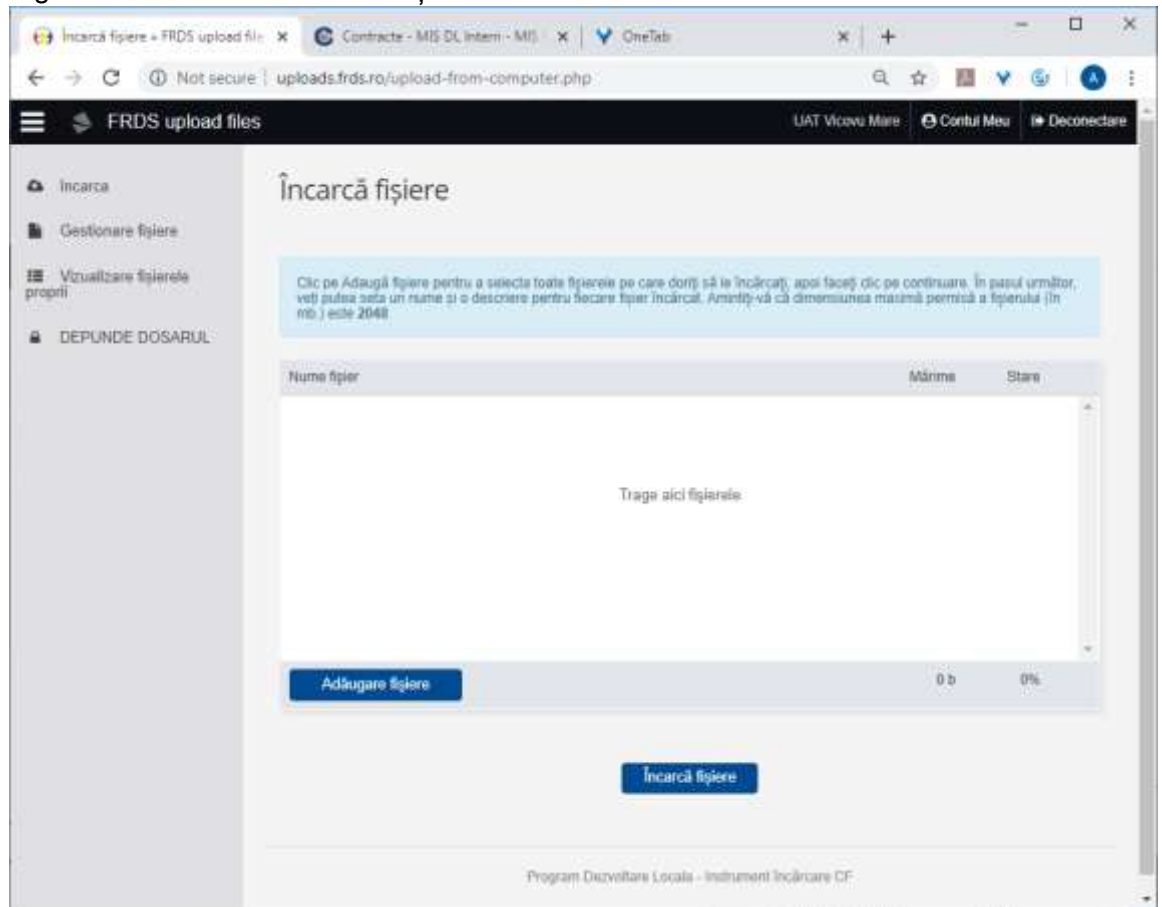 Încarcă fișiere « FRDS upload file
Contracte - MIS DL Intern - MIS
OneTab
Not secure | uploads.frds.ro/upload-from-computer.php
FRDS upload files
UAT Vicovu Mare
Contul Meu
Deconectare
Incarca
Gestionare fișiere
Vizualizare fișierele
proprii
DEPUNDE DOSARUL
Încarcă fișiere
Clic pe Adaugă fișiere pentru a selecta toate fișierele pe care doriți să le încărcați, apoi faceți clic pe continuare. În pasul următor,
veți putea seta un nume și o descriere pentru fiecare fișier încărcat. Amintiți-vă că dimensiunea maximă permisă a fișierului (în
mb.) este 2048
Nume fișier Mărime Stare
Trage aici fișierele
Adăugare fișiere 0 b 0%
Încarcă fișiere
Program Dezvoltare Locala - Instrument încărcare CF